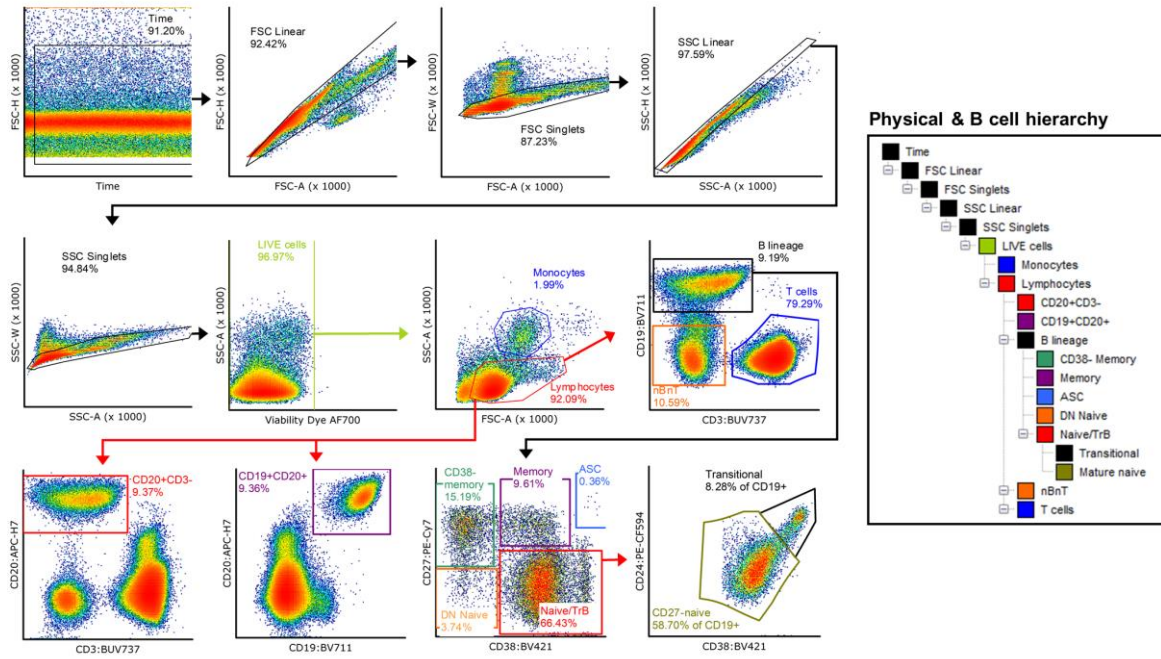 Time
91.20%
FSC-H (x 1000)
Time
FSC Linear
92.42%
FSC-H (x 1000)
FSC-A (x 1000)
FSC-W (x 1000)
FSC Singlets
87.23%
FSC-A (x 1000)
SSC Linear
97.59%
SSC-H (x 1000)
SSC-A (x 1000)
SSC Singlets
94.84%
SSC-W (x 1000)
SSC-A (x 1000)
LIVE cells
96.97%
SSC-A (x 1000)
Viability Dye AF700
Monocytes
1.99%
SSC-A (x 1000)
Lymphocytes
92.09%
FSC-A (x 1000)
B lineage
9.19%
T cells
79.29%
CD19:BV711
nBnT
10.59%
CD3:BUV737
CD20+CD3-
9.37%
CD20:APC-H7
CD3:BUV737
CD19+CD20+
9.36%
CD20:APC-H7
CD19:BV711
CD38-
memory
15.19%
Memory
9.61%
ASC
0.36%
CD27:PE-Cy7
DN Naive
3.74%
Naive/TrB
66.43%
CD38:BV421
Transitional
8.28% of CD19+
CD24:PE-CF594
CD27-naive
58.70% of CD19+
CD38:BV421
Physical & B cell hierarchy
Time
FSC Linear
FSC Singlets
SSC Linear
SSC Singlets
LIVE cells
Monocytes
Lymphocytes
CD20+CD3-
CD19+CD20+
B lineage
CD38- Memory
Memory
ASC
DN Naive
Naive/TrB
Transitional
Mature naive
nBnT
T cells